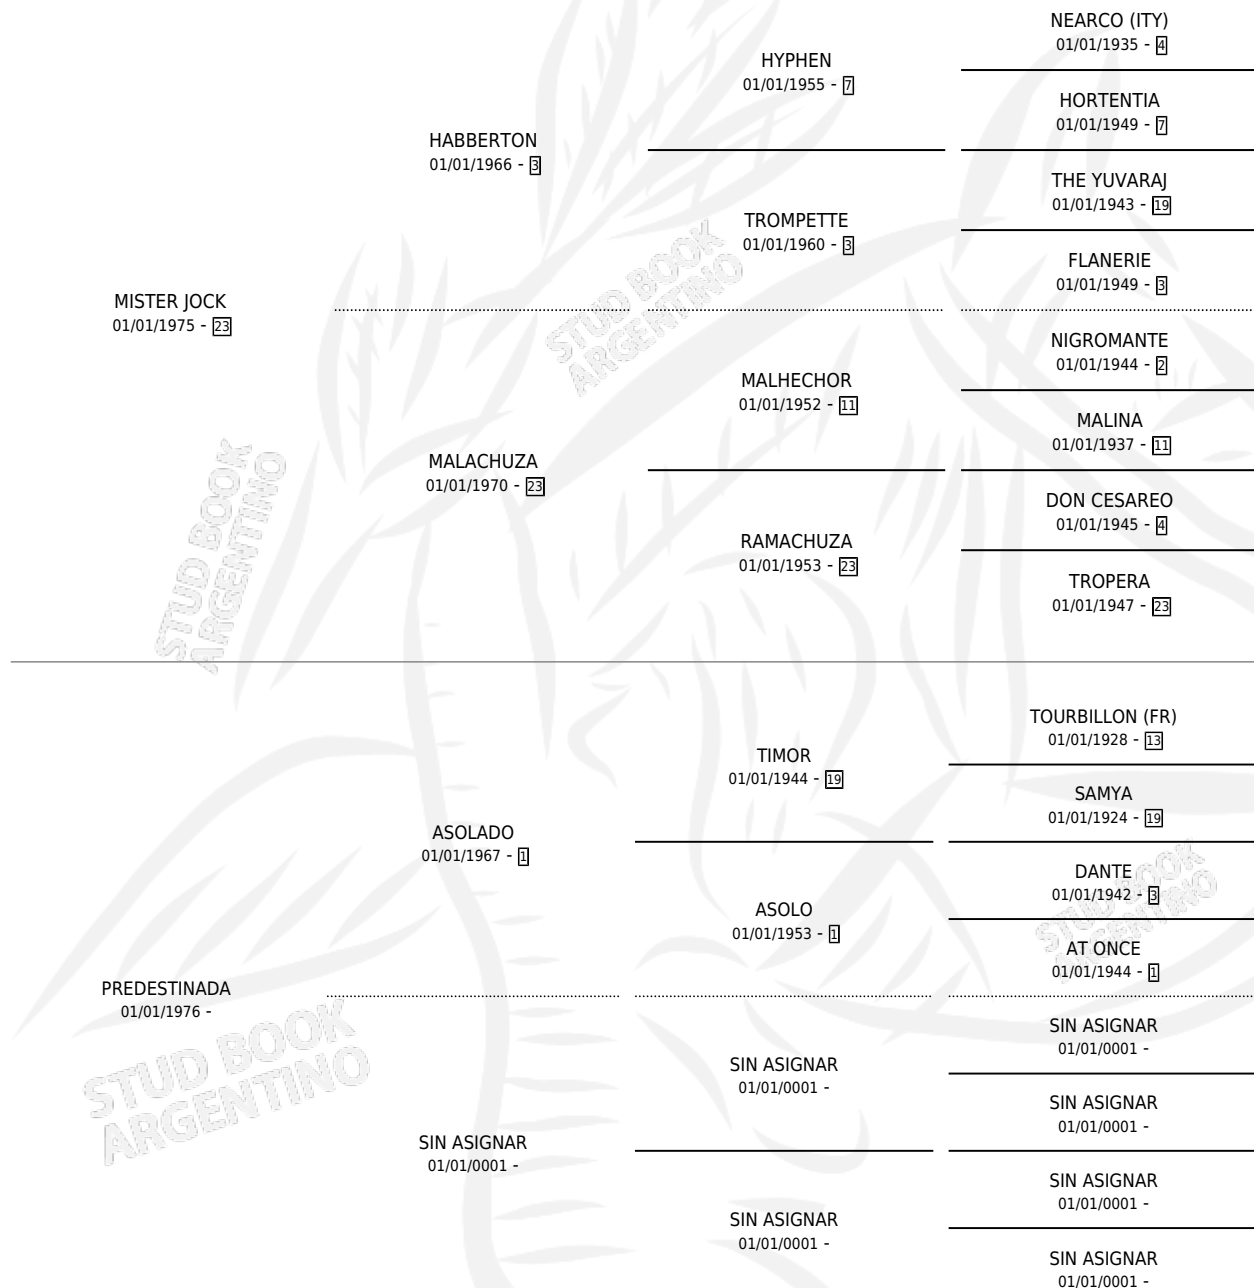 NEARCO (ITY)
01/01/1935 - 4
HYPHEN
01/01/1955 - 7
HORTENTIA
01/01/1949 - 7
HABBERTON
01/01/1966 - 3
THE YUVARAJ
01/01/1943 - 19
TROMPETTE
01/01/1960 - 3
FLANERIE
01/01/1949 - 3
MISTER JOCK
01/01/1975 - 23
NIGROMANTE
01/01/1944 - 2
MALHECHOR
01/01/1952 - 11
MALINA
01/01/1937 - 11
MALACHUZA
01/01/1970 - 23
DON CESAREO
01/01/1945 - 4
RAMACHUZA
01/01/1953 - 23
TROPERA
01/01/1947 - 23
STUD BOOK
ARGENTINO
STUD BOOK
ARGENTINO
TOURBILLON (FR)
01/01/1928 - 13
TIMOR
01/01/1944 - 19
SAMYA
01/01/1924 - 19
ASOLADO
01/01/1967 - 1
DANTE
01/01/1942 - 3
ASOLO
01/01/1953 - 1
AT ONCE
01/01/1944 - 1
STUD BOOK
ARGENTINO
PREDESTINADA
01/01/1976 -
SIN ASIGNAR
01/01/0001 -
SIN ASIGNAR
01/01/0001 -
SIN ASIGNAR
01/01/0001 -
SIN ASIGNAR
01/01/0001 -
SIN ASIGNAR
01/01/0001 -
SIN ASIGNAR
01/01/0001 -
SIN ASIGNAR
01/01/0001 -
STUD BOOK
ARGENTINO